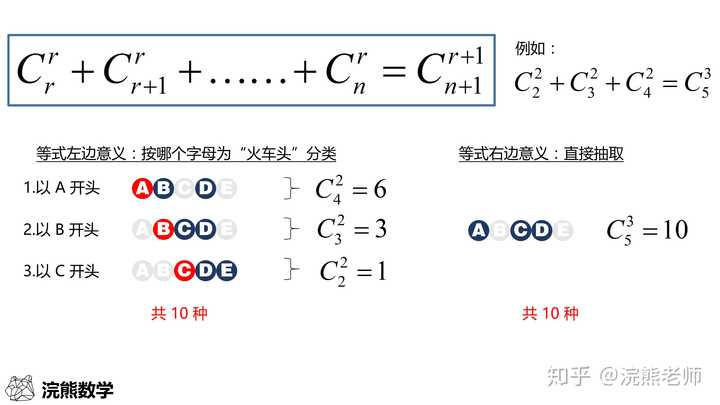 C_r^r + C_{r+1}^r + ...... + C_n^r = C_{n+1}^{r+1}
例如：
C_2^2 + C_3^2 + C_4^2 = C_5^3
等式左边意义：按哪个字母为“火车头”分类
等式右边意义：直接抽取
1.以 A 开头 A B C D E C_4^2 = 6
2.以 B 开头 A B C D E C_3^2 = 3
A B C D E C_5^3 = 10
3.以 C 开头 A B C D E C_2^2 = 1
共 10 种
共 10 种
浣熊数学
知乎 @浣熊老师